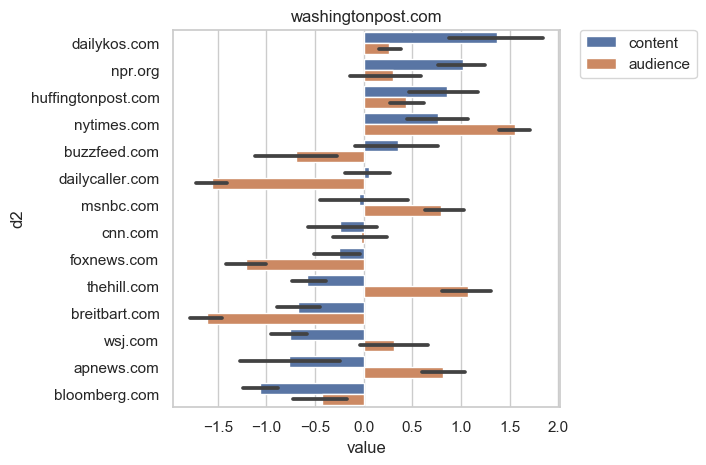 washingtonpost.com
content
audience
d2
dailykos.com
npr.org
huffingtonpost.com
nytimes.com
buzzfeed.com
dailycaller.com
msnbc.com
cnn.com
foxnews.com
thehill.com
breitbart.com
wsj.com
apnews.com
bloomberg.com
−1.5 −1.0 −0.5 0.0 0.5 1.0 1.5 2.0
value